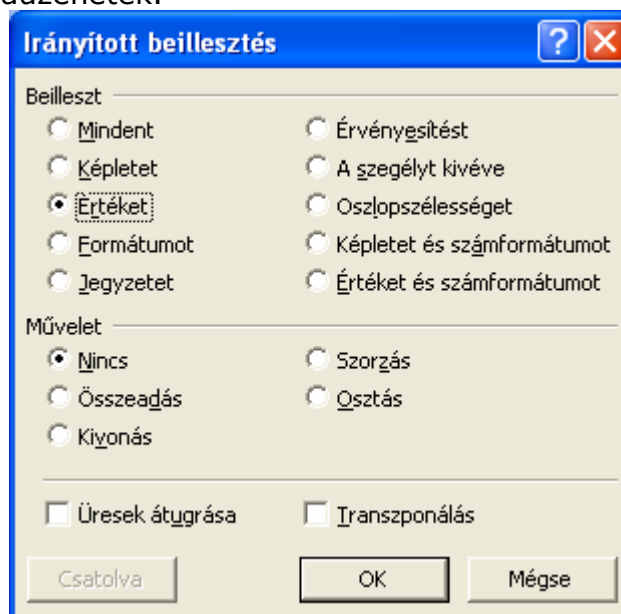 Irányított beillesztés
Beilleszt
Mindent
Érvényesítést
Képletet
A szegélyt kivéve
Értéket
Oszlopszélességet
Formátumot
Képletet és számformátumot
Jegyzetet
Értéket és számformátumot
Művelet
Nincs
Szorzás
Összeadás
Osztás
Kivonás
Üresek átugrása
Transzponálás
Csatolva
OK
Mégse